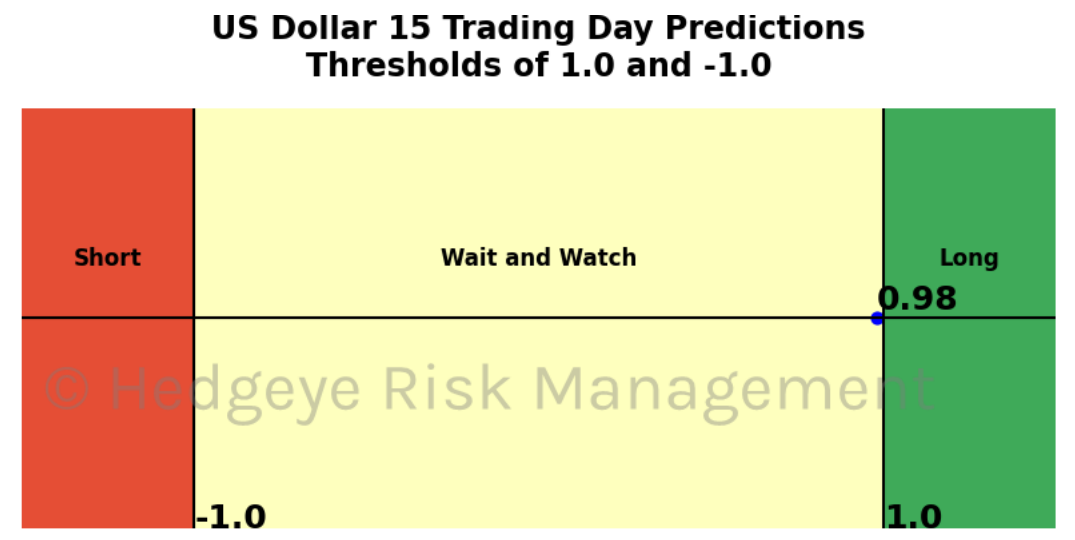 US Dollar 15 Trading Day Predictions
Thresholds of 1.0 and -1.0
Short Wait and Watch Long
0.98
© Hedgeye Risk Management
-1.0 1.0